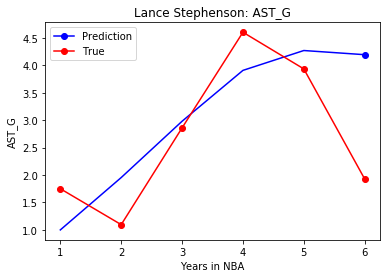 Lance Stephenson: AST_G
Prediction
True
AST_G
4.5
4.0
3.5
3.0
2.5
2.0
1.5
1.0
1 2 3 4 5 6
Years in NBA